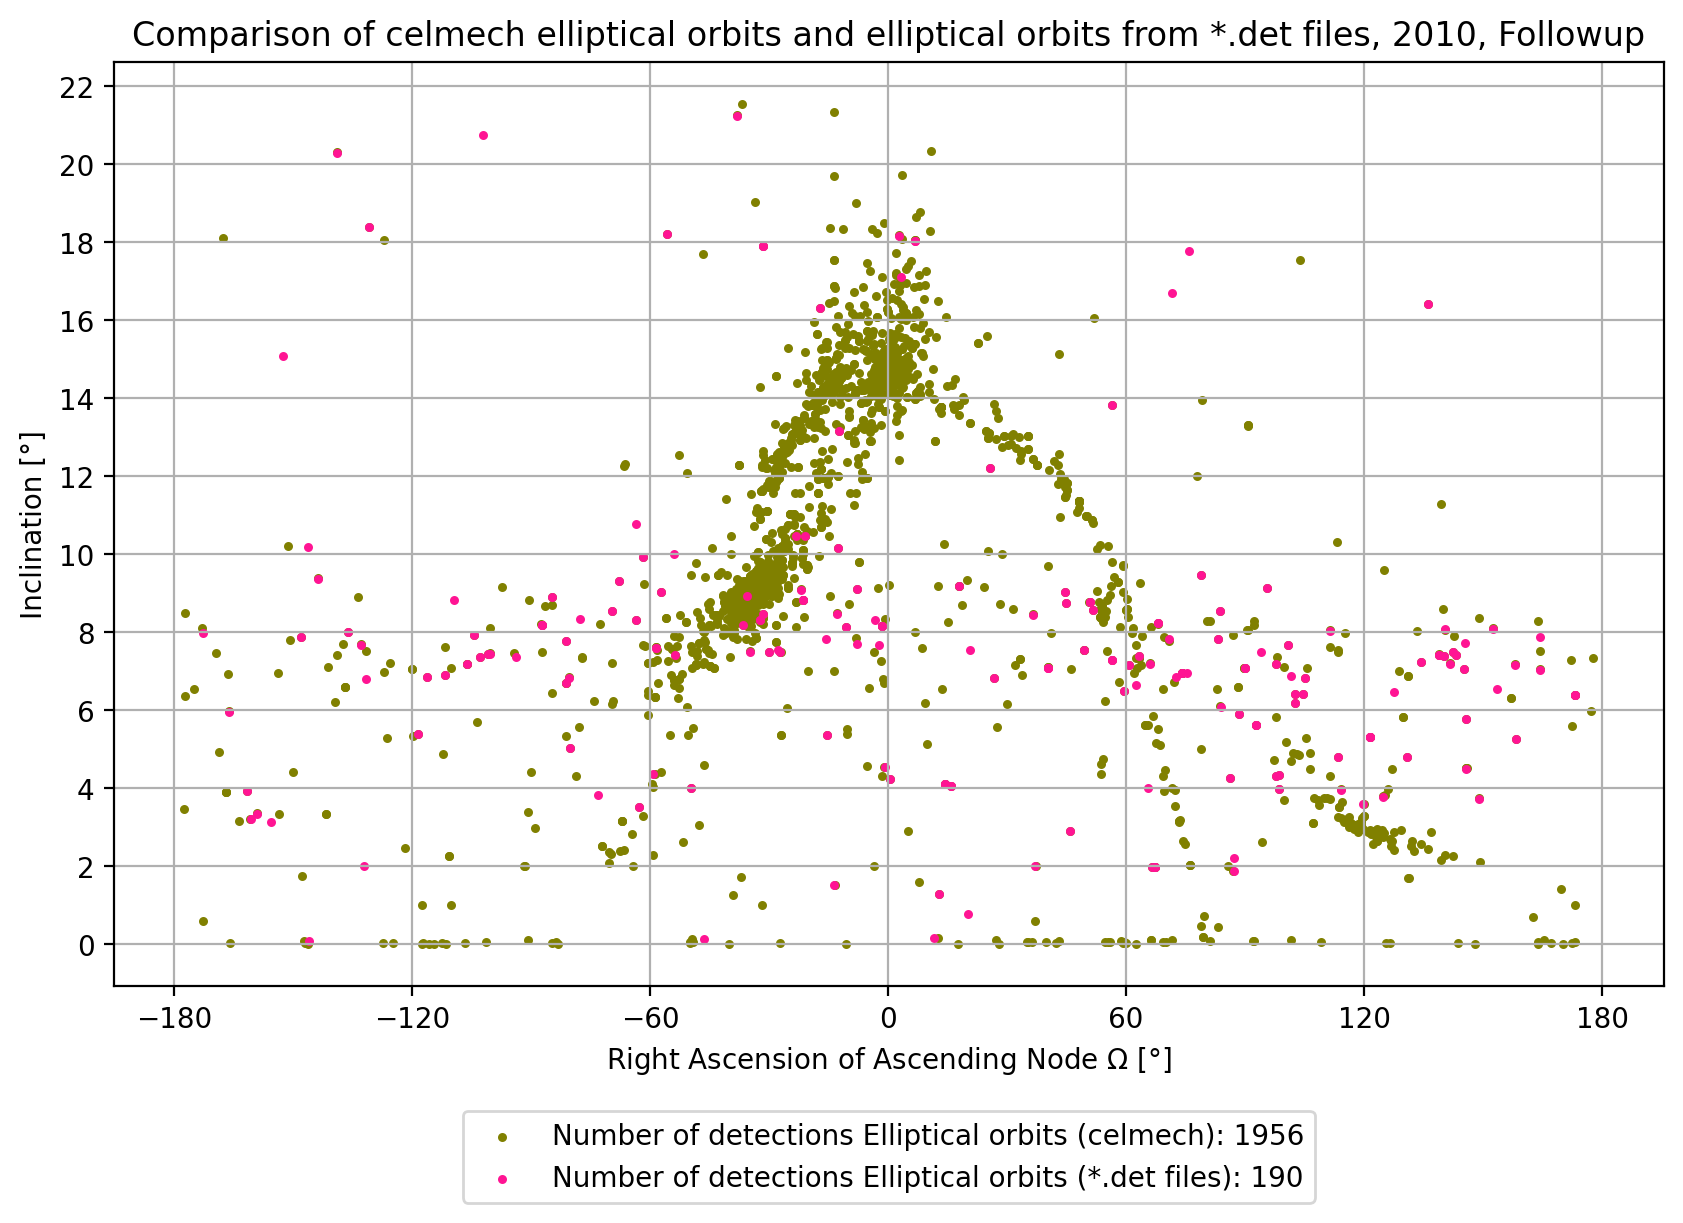 Comparison of celmech elliptical orbits and elliptical orbits from *.det files, 2010, Followup
22
20
18
16
14
12
10
8
6
4
2
0
Inclination [°]
−180 −120 −60 0 60 120 180
Right Ascension of Ascending Node Ω [°]
Number of detections Elliptical orbits (celmech): 1956
Number of detections Elliptical orbits (*.det files): 190